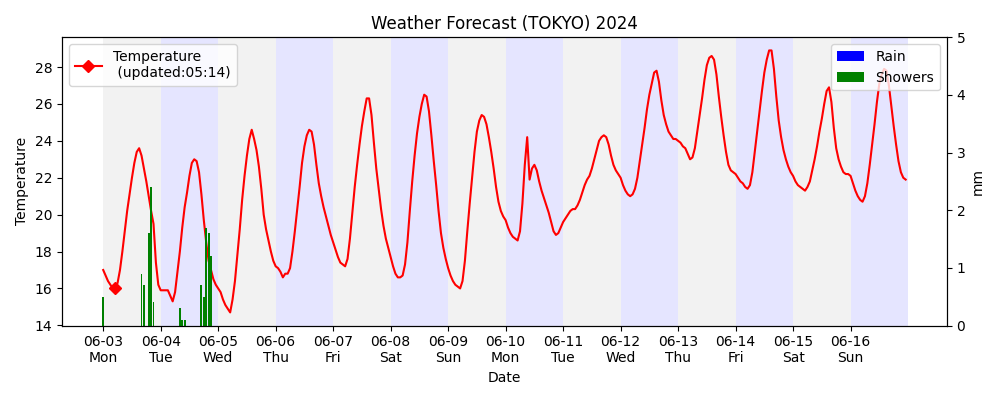 Weather Forecast (TOKYO) 2024
Temperature
(updated:05:14)
Rain
Showers
Temperature
28
26
24
22
20
18
16
14
5
4
3
2
1
0
mm
06-03 06-04 06-05 06-06 06-07 06-08 06-09 06-10 06-11 06-12 06-13 06-14 06-15 06-16
Mon Tue Wed Thu Fri Sat Sun Mon Tue Wed Thu Fri Sat Sun
Date